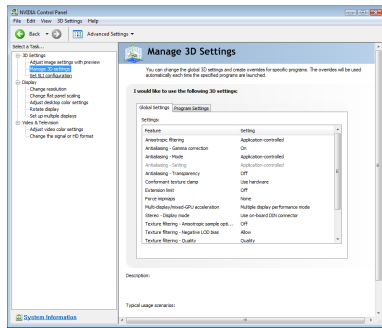 NVIDIA Control Panel
File Edit View 3D Settings Help
Back
Advanced Settings
Select a Task...
3D Settings
Adjust image settings with preview
Manage 3D settings
Set SLI configuration
Display
Change resolution
Change flat panel scaling
Adjust desktop color settings
Rotate display
Set up multiple displays
Video & Television
Adjust video color settings
Change the signal or HD format
System Information
Manage 3D Settings
You can change the global 3D settings and create overrides for specific programs. The overrides will be used
automatically each time the specified programs are launched.
I would like to use the following 3D settings:
Global Settings Program Settings
Settings:
Feature Setting
Anisotropic filtering Application-controlled
Antialiasing - Gamma correction On
Antialiasing - Mode Application-controlled
Antialiasing - Setting Application-controlled
Antialiasing - Transparency Off
Conformant texture clamp Use hardware
Extension limit Off
Force mipmaps None
Multi-display/mixed-GPU acceleration Multiple display performance mode
Stereo - Display mode Use on-board DIN connector
Texture filtering - Anisotropic sample opti... Off
Texture filtering - Negative LOD bias Allow
Texture filtering - Quality Quality
Description:
Typical usage scenarios: